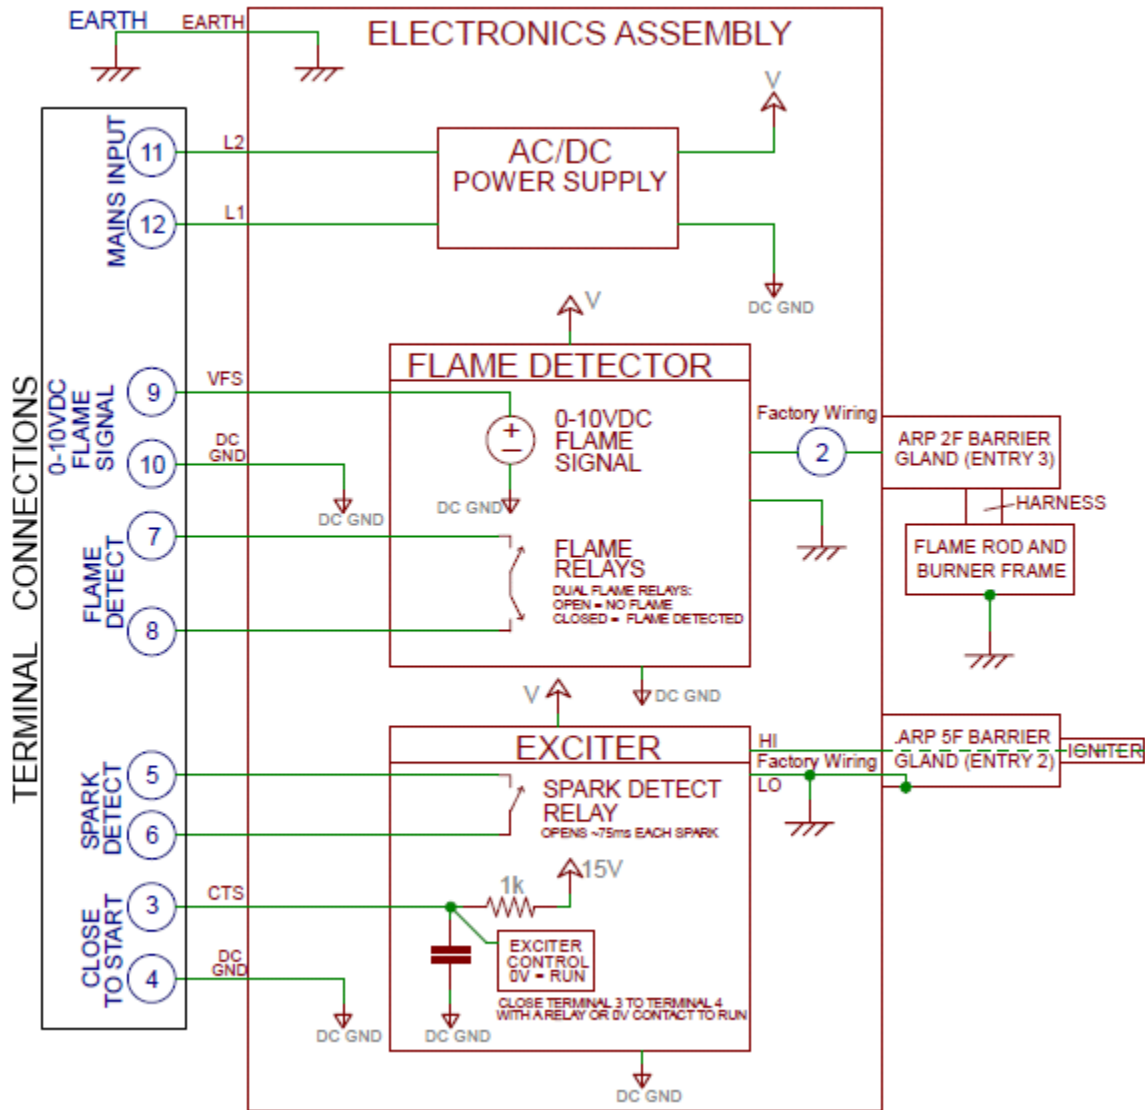 EARTH
EARTH
ELECTRONICS ASSEMBLY
TERMINAL CONNECTIONS
MAINS INPUT
11
L2
12
L1
AC/DC
POWER SUPPLY
V
DC GND
0-10VDC
FLAME
SIGNAL
9
VFS
10
DC
GND
DC GND
V
FLAME DETECTOR
0-10VDC
FLAME
SIGNAL
DC GND
FLAME
DETECT
7
8
FLAME
RELAYS
DUAL FLAME RELAYS:
OPEN = NO FLAME
CLOSED = FLAME DETECTED
DC GND
Factory Wiring
2
ARP 2F BARRIER
GLAND (ENTRY 3)
HARNESS
FLAME ROD AND
BURNER FRAME
V
EXCITER
SPARK
DETECT
5
6
SPARK DETECT
RELAY
OPENS ~75ms EACH SPARK
HI
Factory Wiring
LO
.ARP 5F BARRIER
GLAND (ENTRY 2)
IGNITER
CLOSE
TO START
3
CTS
4
DC
GND
DC GND
1k
15V
EXCITER
CONTROL
0V = RUN
CLOSE TERMINAL 3 TO TERMINAL 4
WITH A RELAY OR 0V CONTACT TO RUN
DC GND
DC GND